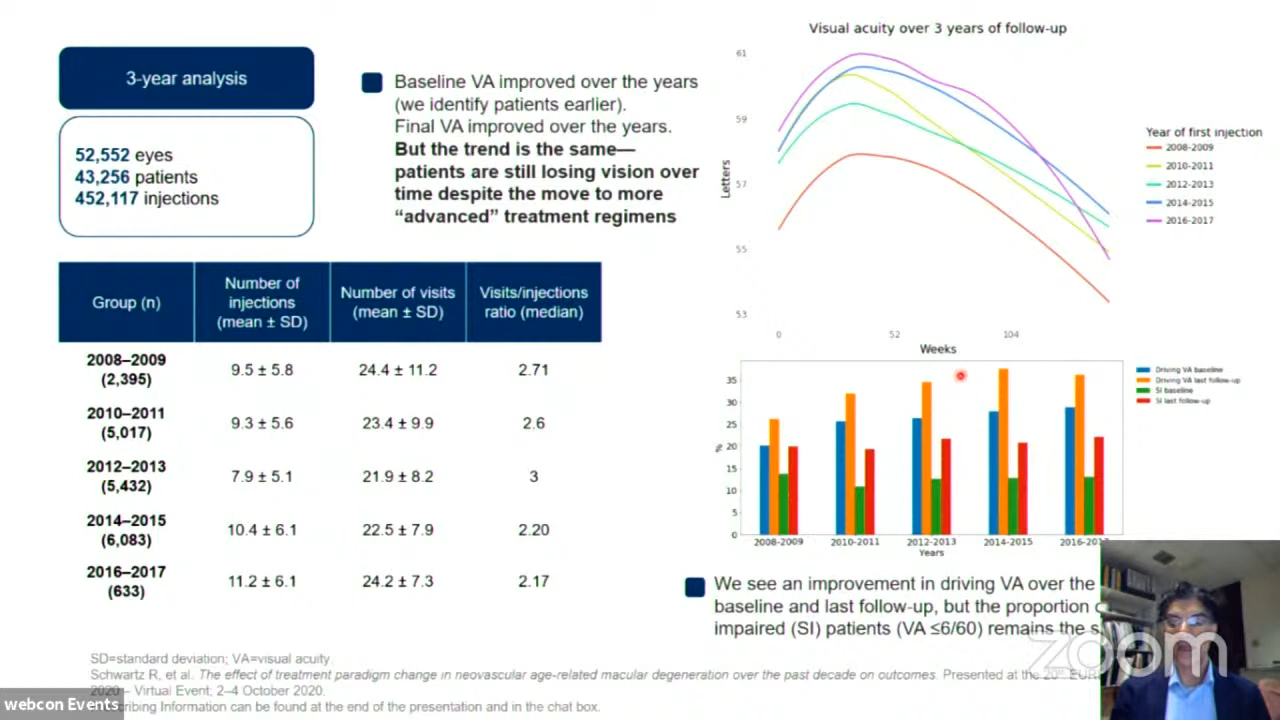 3-year analysis
52,552 eyes
43,256 patients
452,117 injections
Baseline VA improved over the years
(we identify patients earlier).
Final VA improved over the years.
But the trend is the same—
patients are still losing vision over
time despite the move to more
“advanced” treatment regimens
Group (n)
Number of
injections
(mean ± SD)
Number of visits
(mean ± SD)
Visits/injections
ratio (median)
2008–2009
(2,395)
9.5 ± 5.8
24.4 ± 11.2
2.71
2010–2011
(5,017)
9.3 ± 5.6
23.4 ± 9.9
2.6
2012–2013
(5,432)
7.9 ± 5.1
21.9 ± 8.2
3
2014–2015
(6,083)
10.4 ± 6.1
22.5 ± 7.9
2.20
2016–2017
(633)
11.2 ± 6.1
24.2 ± 7.3
2.17
Visual acuity over 3 years of follow-up
61
59
57
55
53
Letters
0
52
104
Weeks
Year of first injection
2008-2009
2010-2011
2012-2013
2014-2015
2016-2017
35
30
25
20
15
10
5
0
%
2008-2009
2010-2011
2012-2013
2014-2015
2016-201
Years
Driving VA baseline
Driving VA last follow-up
SI baseline
SI last follow-up
We see an improvement in driving VA over the
baseline and last follow-up, but the proportion
impaired (SI) patients (VA ≤6/60) remains the
SD=standard deviation; VA=visual acuity.
Schwartz R, et al. The effect of treatment paradigm change in neovascular age-related macular degeneration over the past decade on outcomes. Presented at the 20th
2020 – Virtual Event; 2–4 October 2020.
Information can be found at the end of the presentation and in the chat box.
webcon Events
zoom